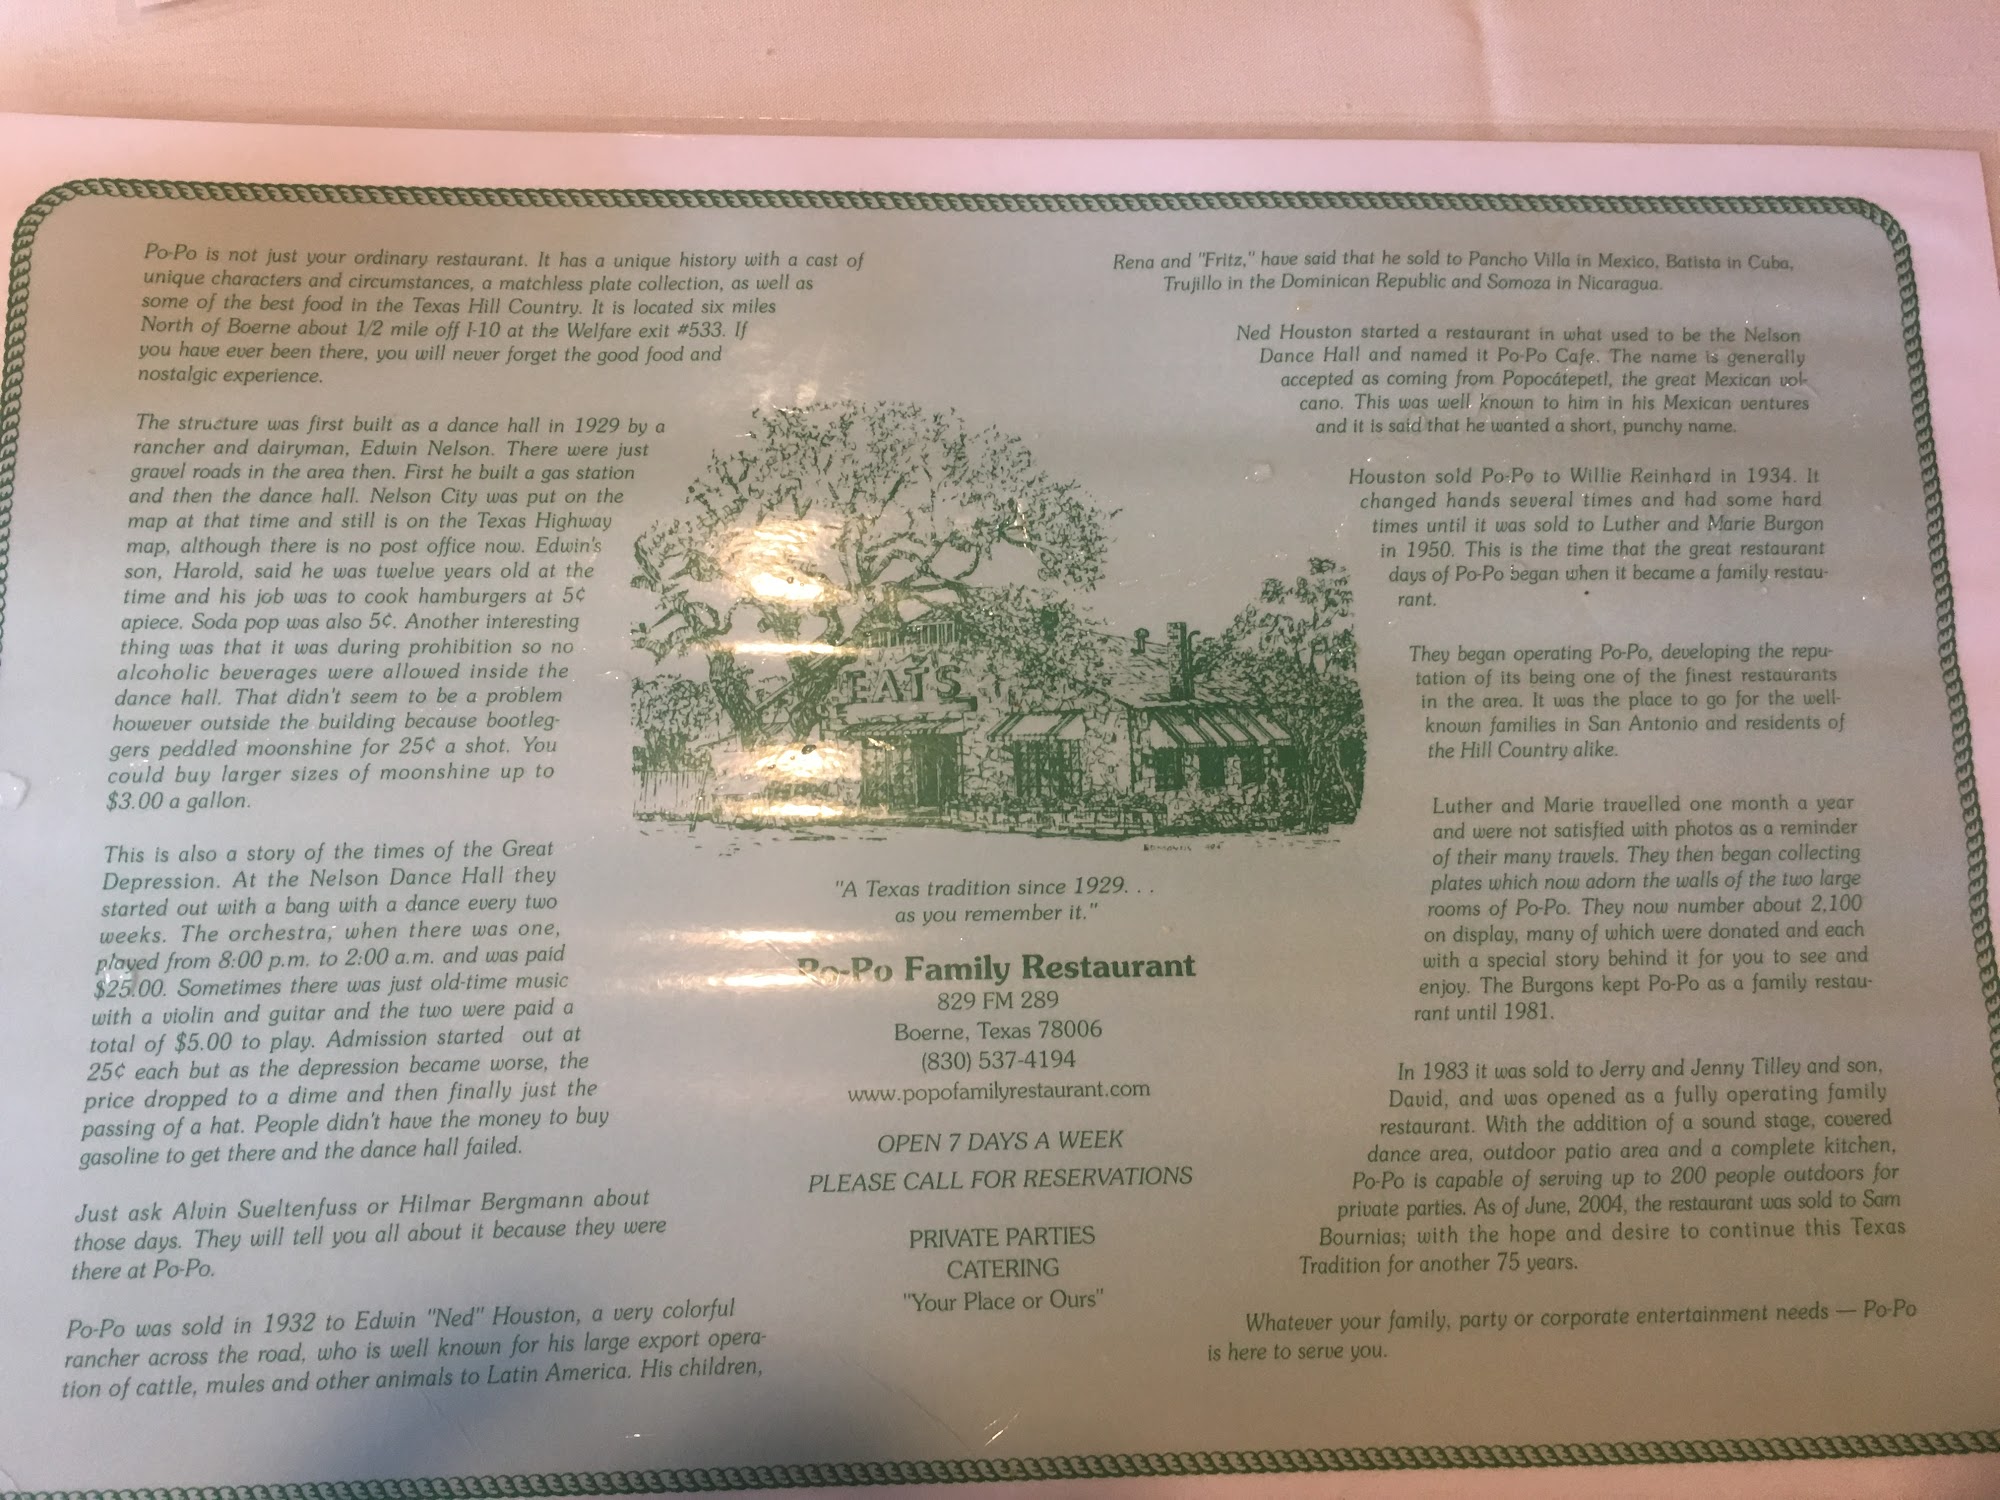 Po-Po is not just your ordinary restaurant. It has a unique history with a cast of
unique characters and circumstances, a matchless plate collection, as well as
some of the best food in the Texas Hill Country. It is located six miles
North of Boerne about 1/2 mile off I-10 at the Welfare exit #533. If
you have ever been there, you will never forget the good food and
nostalgic experience.
The structure was first built as a dance hall in 1929 by a
rancher and dairyman, Edwin Nelson. There were just
gravel roads in the area then. First he built a gas station
and then the dance hall. Nelson City was put on the
map at that time and still is on the Texas Highway
map, although there is no post office now. Edwin's
son, Harold, said he was twelve years old at the
time and his job was to cook hamburgers at 5¢
apiece. Soda pop was also 5¢. Another interesting
thing was that it was during prohibition so no
alcoholic beverages were allowed inside the
dance hall. That didn't seem to be a problem
however outside the building because bootleg-
gers peddled moonshine for 25¢ a shot. You
could buy larger sizes of moonshine up to
$3.00 a gallon.
This is also a story of the times of the Great
Depression. At the Nelson Dance Hall they
started out with a bang with a dance every two
weeks. The orchestra, when there was one,
played from 8:00 p.m. to 2:00 a.m. and was paid
$25.00. Sometimes there was just old-time music
with a violin and guitar and the two were paid a
total of $5.00 to play. Admission started out at
25¢ each but as the depression became worse, the
price dropped to a dime and then finally just the
passing of a hat. People didn't have the money to buy
gasoline to get there and the dance hall failed.
Just ask Alvin Sueltenfuss or Hilmar Bergmann about
those days. They will tell you all about it because they were
there at Po-Po.
Po-Po was sold in 1932 to Edwin "Ned" Houston, a very colorful
rancher across the road, who is well known for his large export opera-
tion of cattle, mules and other animals to Latin America. His children,
EATS
"A Texas tradition since 1929. . .
as you remember it."
Po-Po Family Restaurant
829 FM 289
Boerne, Texas 78006
(830) 537-4194
www.popofamilyrestaurant.com
OPEN 7 DAYS A WEEK
PLEASE CALL FOR RESERVATIONS
PRIVATE PARTIES
CATERING
"Your Place or Ours"
Rena and "Fritz," have said that he sold to Pancho Villa in Mexico, Batista in Cuba,
Trujillo in the Dominican Republic and Somoza in Nicaragua.
Ned Houston started a restaurant in what used to be the Nelson
Dance Hall and named it Po-Po Cafe. The name is generally
accepted as coming from Popocátepetl, the great Mexican vol-
cano. This was well known to him in his Mexican ventures
and it is said that he wanted a short, punchy name.
Houston sold Po-Po to Willie Reinhard in 1934. It
changed hands several times and had some hard
times until it was sold to Luther and Marie Burgon
in 1950. This is the time that the great restaurant
days of Po-Po began when it became a family restau-
rant.
They began operating Po-Po, developing the repu-
tation of its being one of the finest restaurants
in the area. It was the place to go for the well-
known families in San Antonio and residents of
the Hill Country alike.
Luther and Marie travelled one month a year
and were not satisfied with photos as a reminder
of their many travels. They then began collecting
plates which now adorn the walls of the two large
rooms of Po-Po. They now number about 2,100
on display, many of which were donated and each
with a special story behind it for you to see and
enjoy. The Burgons kept Po-Po as a family restau-
rant until 1981.
In 1983 it was sold to Jerry and Jenny Tilley and son,
David, and was opened as a fully operating family
restaurant. With the addition of a sound stage, covered
dance area, outdoor patio area and a complete kitchen,
Po-Po is capable of serving up to 200 people outdoors for
private parties. As of June, 2004, the restaurant was sold to Sam
Bournias; with the hope and desire to continue this Texas
Tradition for another 75 years.
Whatever your family, party or corporate entertainment needs — Po-Po
is here to serve you.